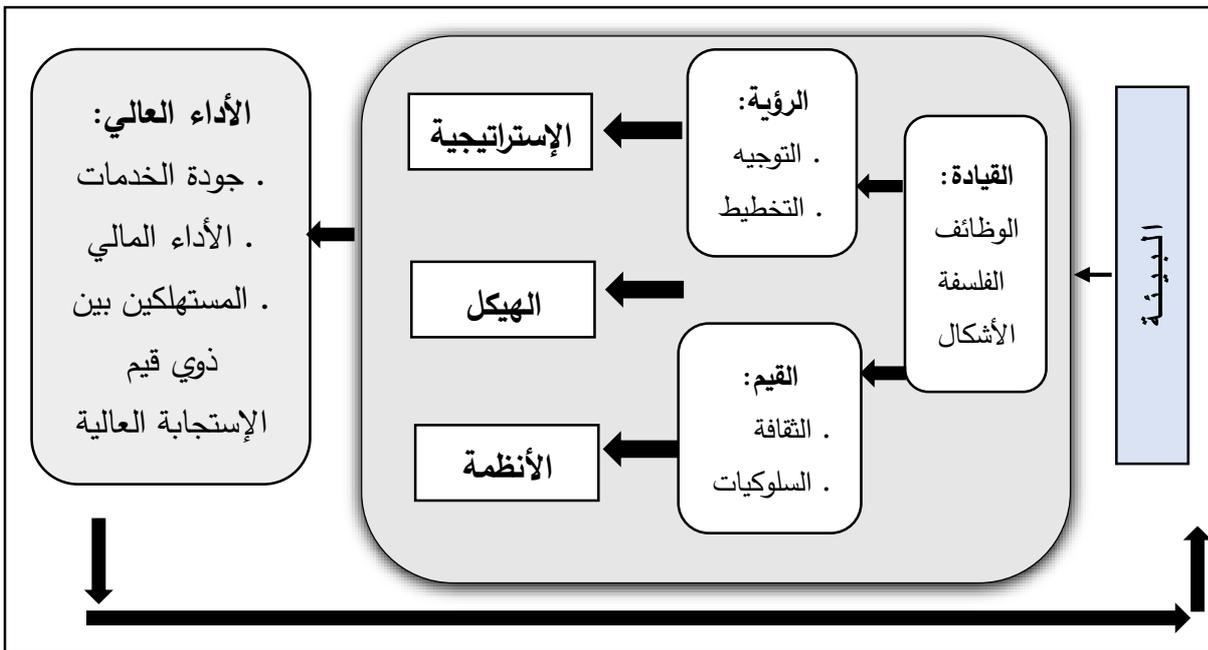 البيئة
القيادة:
الوظائف
الفلسفة
الأشكال
الرؤية:
. التوجيه
. التخطيط
القيم:
. الثقافة
. السلوكيات
الإستراتيجية
الهيكل
الأنظمة
الأداء العالي:
. جودة الخدمات
. الأداء المالي
. المستهلكين بين
ذوي قيم
الإستجابة العالية